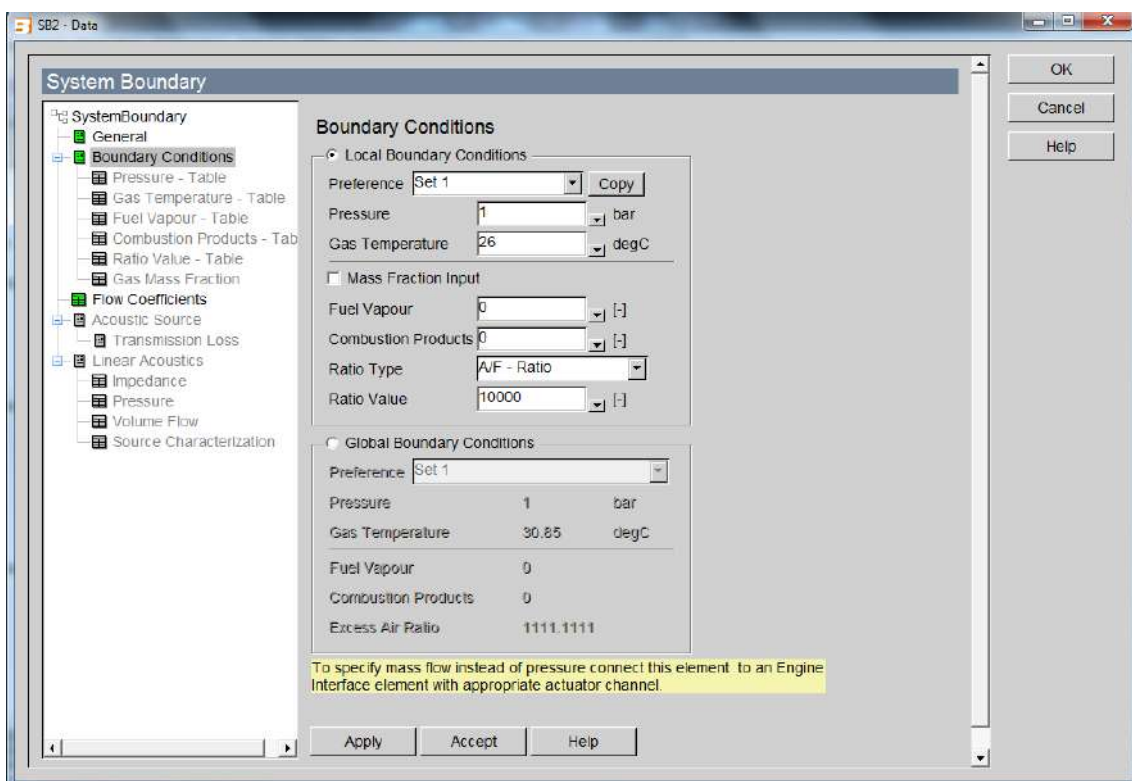 SB2 - Data
System Boundary
OK
Cancel
Help
SystemBoundary
General
Boundary Conditions
Pressure - Table
Gas Temperature - Table
Fuel Vapour - Table
Combustion Products - Tab
Ratio Value - Table
Gas Mass Fraction
Flow Coefficients
Acoustic Source
Transmission Loss
Linear Acoustics
Impedance
Pressure
Volume Flow
Source Characterization
Boundary Conditions
Local Boundary Conditions
Preference Set 1 Copy
Pressure 1 bar
Gas Temperature 26 degC
Mass Fraction Input
Fuel Vapour 0 [-]
Combustion Products 0 [-]
Ratio Type A/F - Ratio
Ratio Value 10000 [-]
Global Boundary Conditions
Preference Set 1
Pressure 1 bar
Gas Temperature 30.85 degC
Fuel Vapour 0
Combustion Products 0
Excess Air Ratio 1111.1111
To specify mass flow instead of pressure connect this element to an Engine
Interface element with appropriate actuator channel.
Apply Accept Help